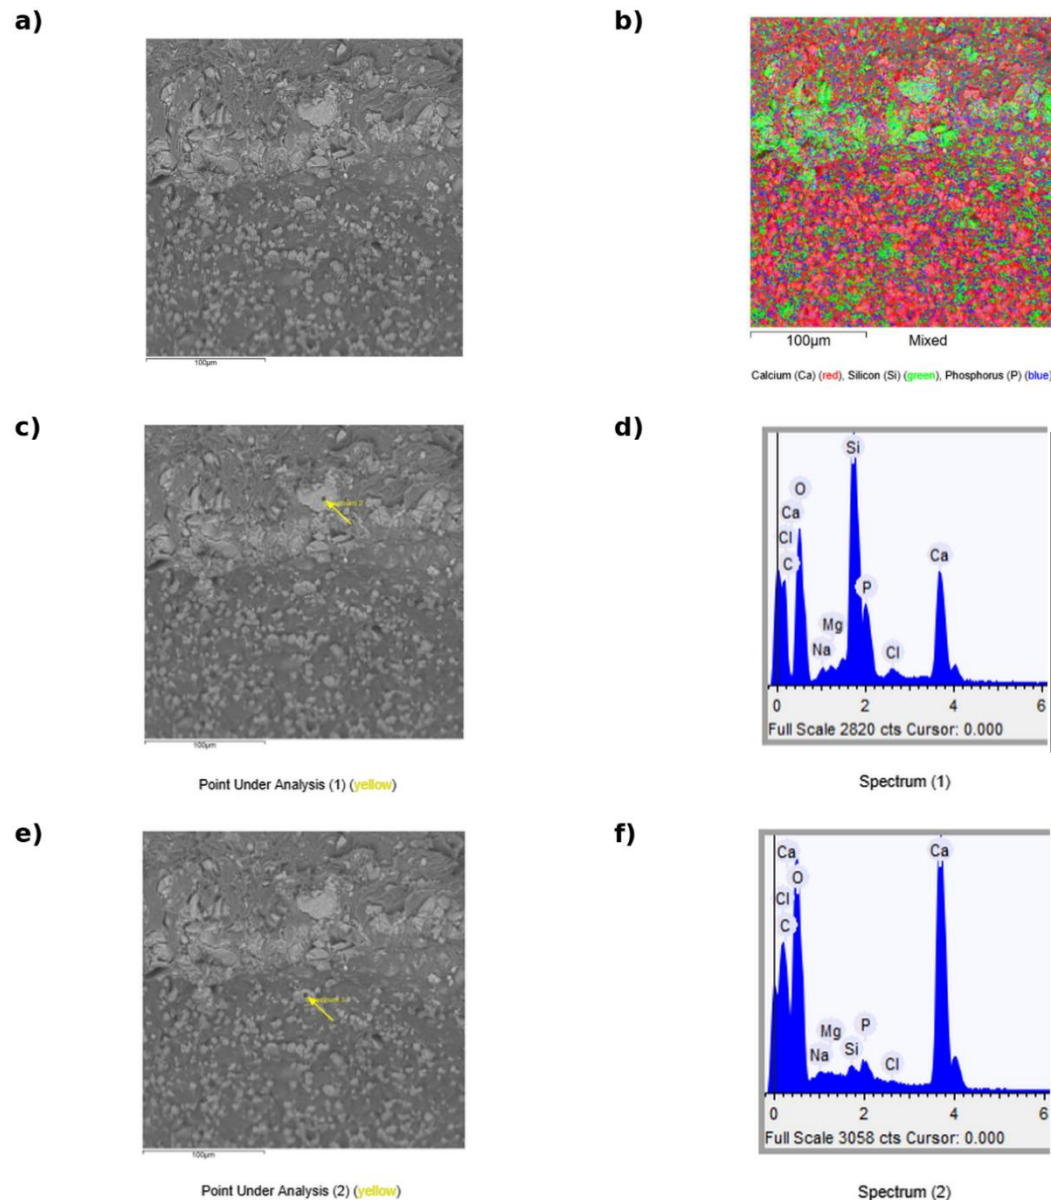 a)
b)
100µm
100µm Mixed
Calcium (Ca) (red), Silicon (Si) (green), Phosphorus (P) (blue)
c)
d)
100µm
Point Under Analysis (1) (yellow)
Si
O
Ca
Cl
C
Ca
P
Mg
Na
Cl
0 2 4 6
Full Scale 2820 cts Cursor: 0.000
Spectrum (1)
e)
f)
100µm
Point Under Analysis (2) (yellow)
Ca
Ca
O
Cl
C
P
Mg
Na
Si
Cl
0 2 4 6
Full Scale 3058 cts Cursor: 0.000
Spectrum (2)